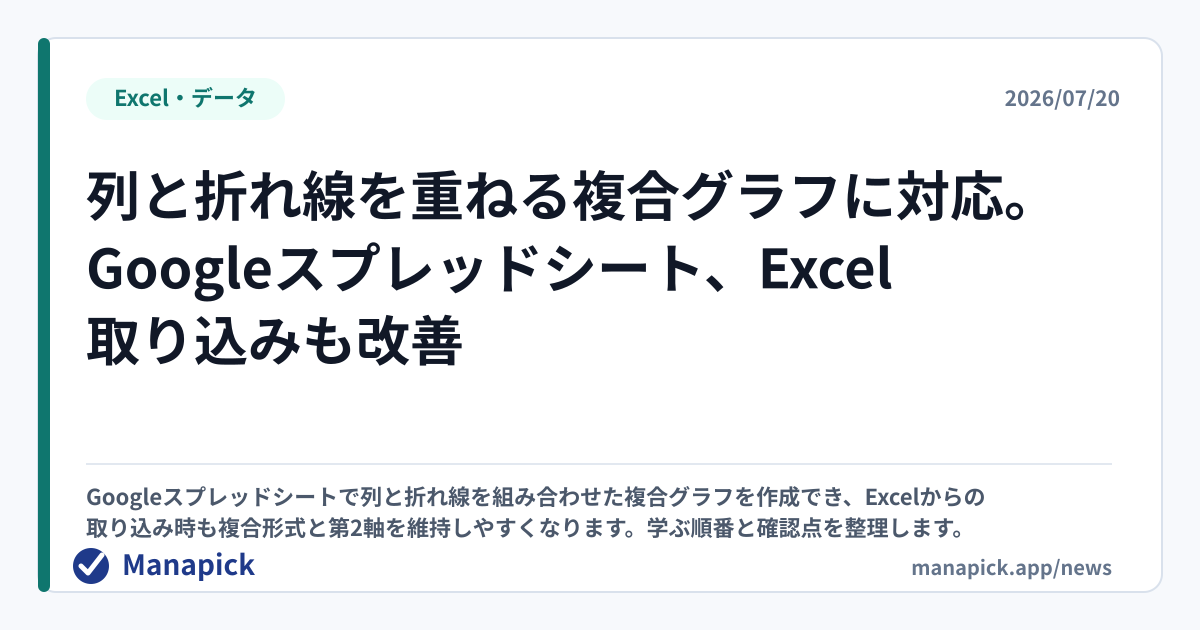 Excel・データ
2026/07/20
列と折れ線を重ねる複合グラフに対応。
Googleスプレッドシート、Excel
取り込みも改善
Googleスプレッドシートで列と折れ線を組み合わせた複合グラフを作成でき、Excelからの
取り込み時も複合形式と第2軸を維持しやすくなります。学ぶ順番と確認点を整理します。
Manapick
manapick.app/news